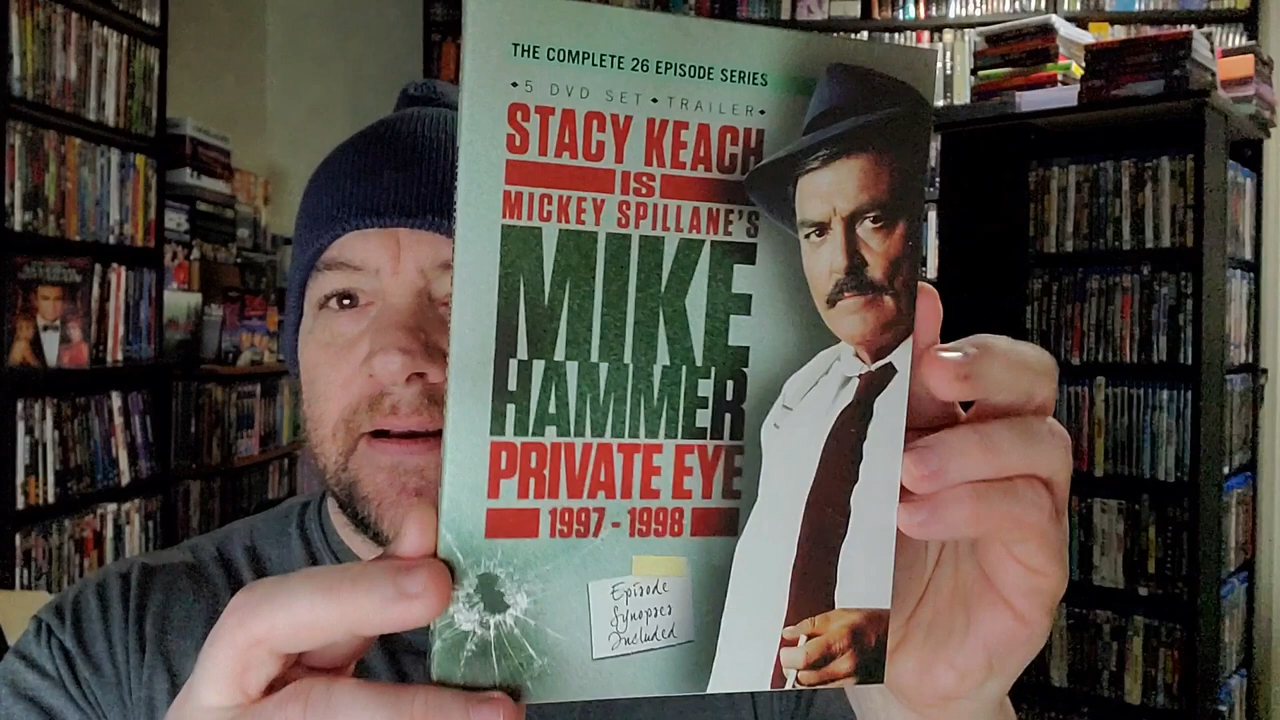 THE COMPLETE 26 EPISODE SERIES
◆5 DVD SET◆TRAILER◆
STACY KEACH
IS
MICKEY SPILLANE'S
MIKE
HAMMER
PRIVATE EYE
1997-1998
Episode
Synopses
Included